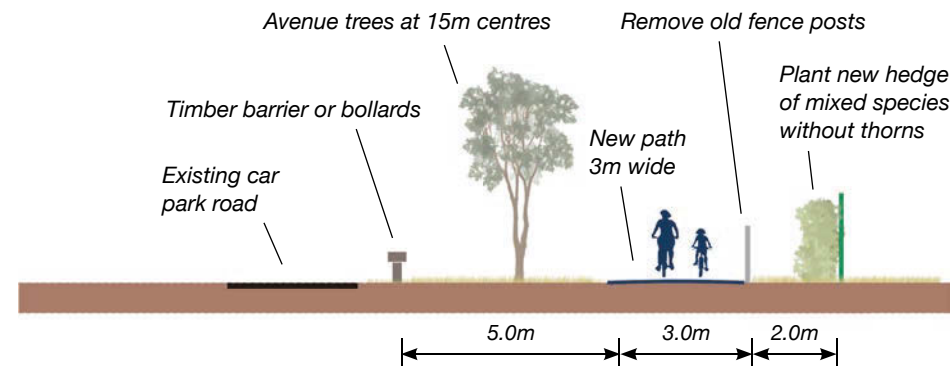 Avenue trees at 15m centres
Remove old fence posts
Plant new hedge
of mixed species
without thorns
Timber barrier or bollards
New path
3m wide
Existing car
park road
5.0m
3.0m
2.0m